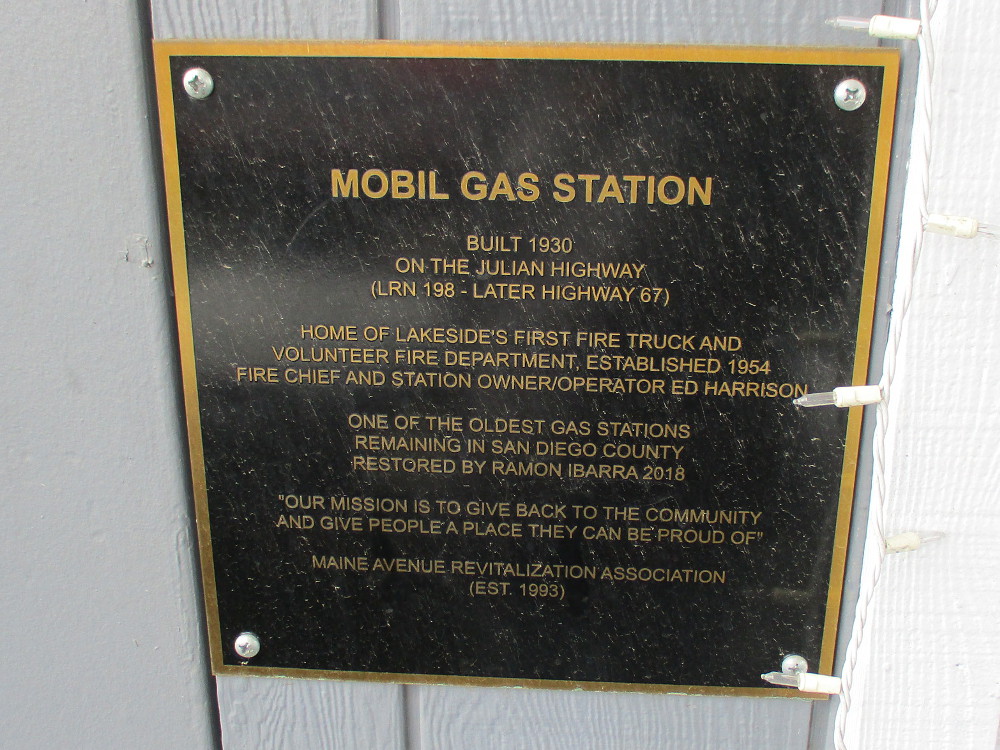 MOBIL GAS STATION
BUILT 1930
ON THE JULIAN HIGHWAY
(LRN 198 - LATER HIGHWAY 67)
HOME OF LAKESIDE'S FIRST FIRE TRUCK AND
VOLUNTEER FIRE DEPARTMENT, ESTABLISHED 1954
FIRE CHIEF AND STATION OWNER/OPERATOR ED HARRISON
ONE OF THE OLDEST GAS STATIONS
REMAINING IN SAN DIEGO COUNTY
RESTORED BY RAMON IBARRA 2018
"OUR MISSION IS TO GIVE BACK TO THE COMMUNITY
AND GIVE PEOPLE A PLACE THEY CAN BE PROUD OF"
MAINE AVENUE REVITALIZATION ASSOCIATION
(EST. 1993)